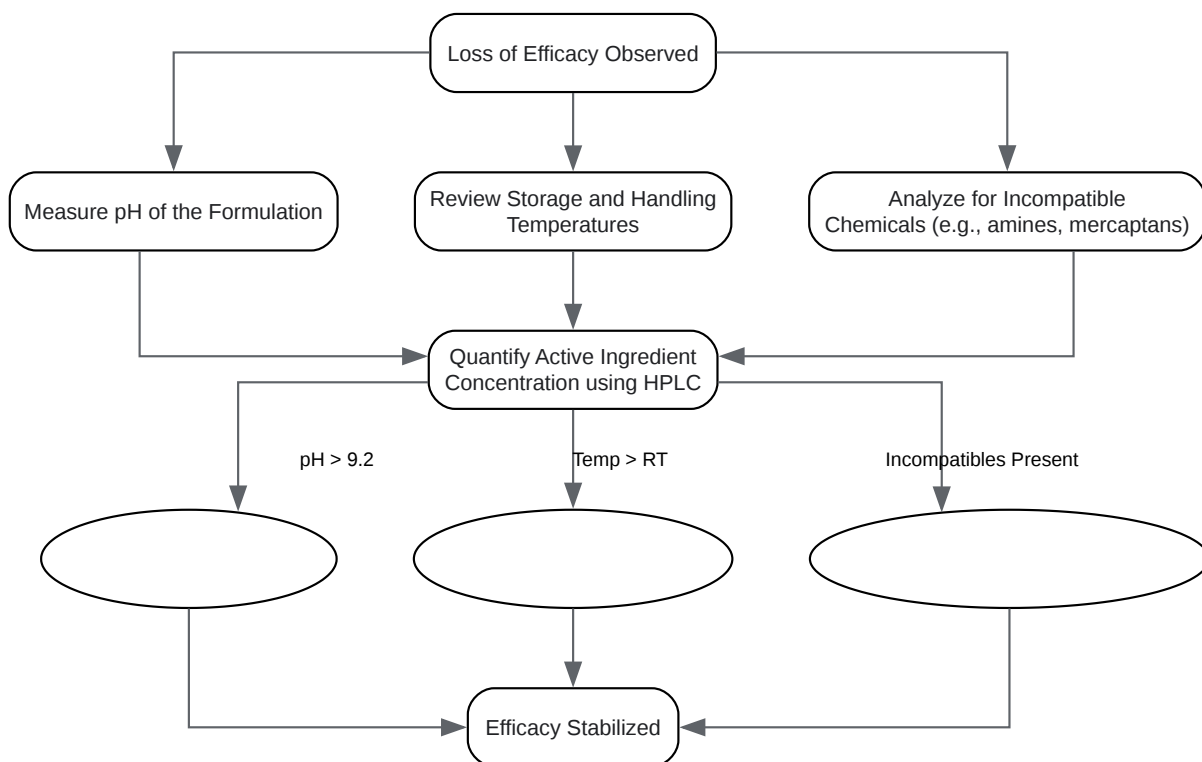 Loss of Efficacy Observed
Measure pH of the Formulation
Review Storage and Handling
Temperatures
Analyze for Incompatible
Chemicals (e.g., amines, mercaptans)
Quantify Active Ingredient
Concentration using HPLC
pH > 9.2
Temp > RT
Incompatibles Present
Efficacy Stabilized